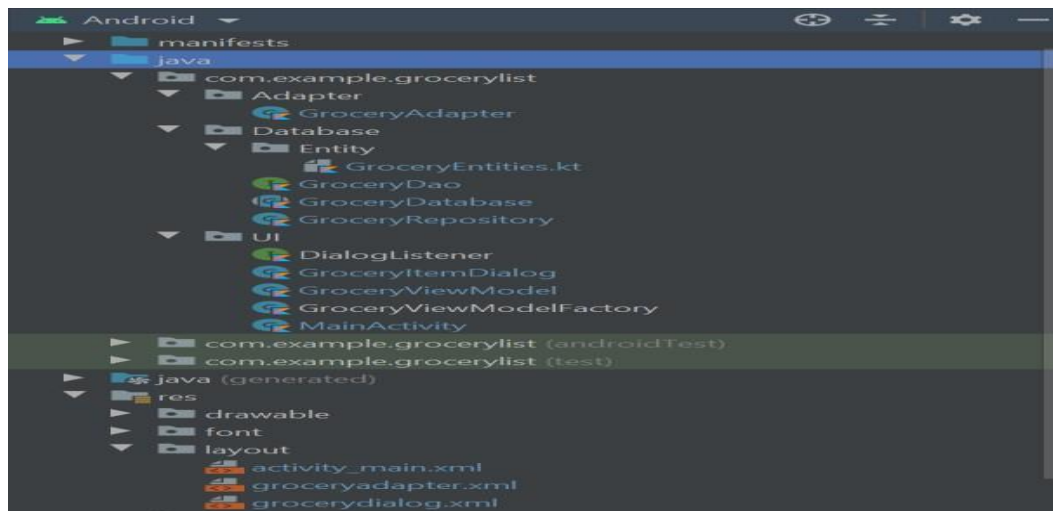 Android
manifests
java
com.example.grocerylist
Adapter
GroceryAdapter
Database
Entity
GroceryEntities.kt
GroceryDao
GroceryDatabase
GroceryRepository
UI
DialogListener
GroceryItemDialog
GroceryViewModel
GroceryViewModelFactory
MainActivity
com.example.grocerylist (androidTest)
com.example.grocerylist (test)
java (generated)
res
drawable
font
layout
activity_main.xml
groceryadapter.xml
grocerydialog.xml